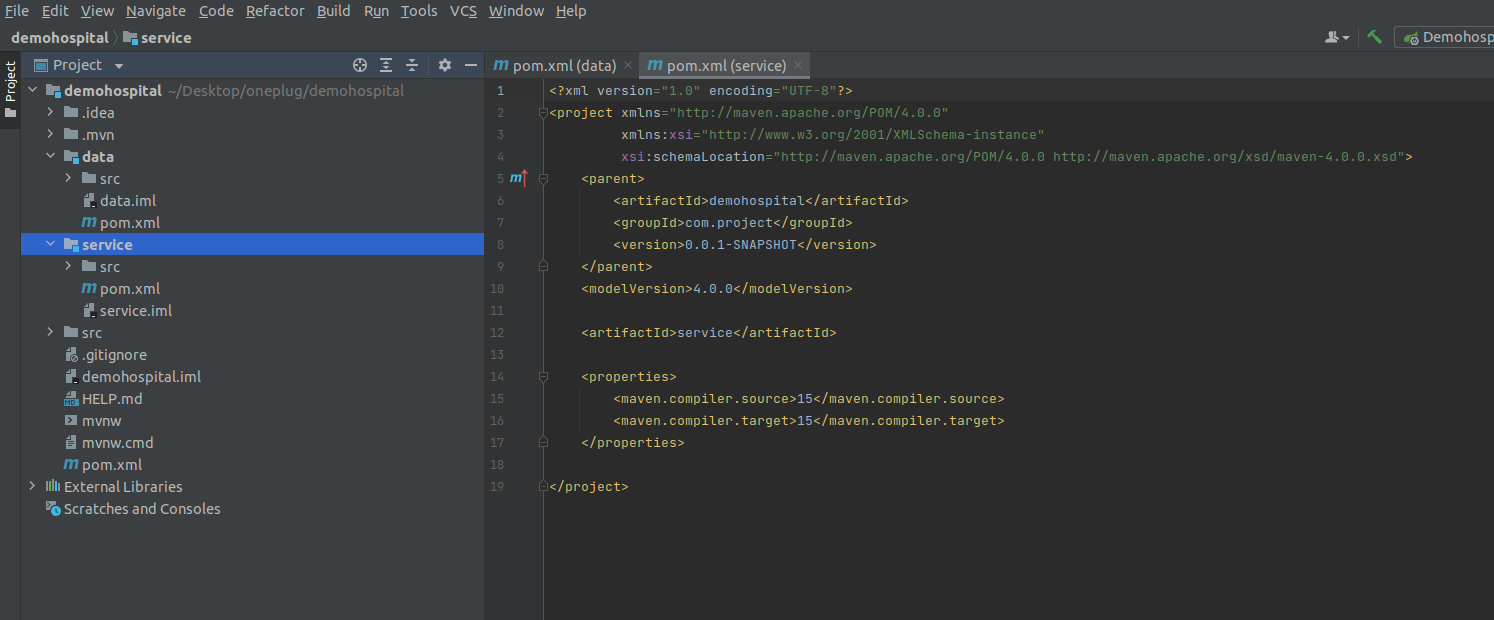 File Edit View Navigate Code Refactor Build Run Tools VCS Window Help
demohospital service
Demohosp
Project
Project
pom.xml (data)
pom.xml (service)
demohospital ~/Desktop/oneplug/demohospital
.idea
.mvn
data
src
data.iml
pom.xml
service
src
pom.xml
service.iml
src
.gitignore
demohospital.iml
HELP.md
mvnw
mvnw.cmd
pom.xml
External Libraries
Scratches and Consoles
1 <?xml version="1.0" encoding="UTF-8"?>
2 <project xmlns="http://maven.apache.org/POM/4.0.0"
3 xmlns:xsi="http://www.w3.org/2001/XMLSchema-instance"
4 xsi:schemaLocation="http://maven.apache.org/POM/4.0.0 http://maven.apache.org/xsd/maven-4.0.0.xsd">
5 <parent>
6 <artifactId>demohospital</artifactId>
7 <groupId>com.project</groupId>
8 <version>0.0.1-SNAPSHOT</version>
9 </parent>
10 <modelVersion>4.0.0</modelVersion>
11
12 <artifactId>service</artifactId>
13
14 <properties>
15 <maven.compiler.source>15</maven.compiler.source>
16 <maven.compiler.target>15</maven.compiler.target>
17 </properties>
18
19 </project>